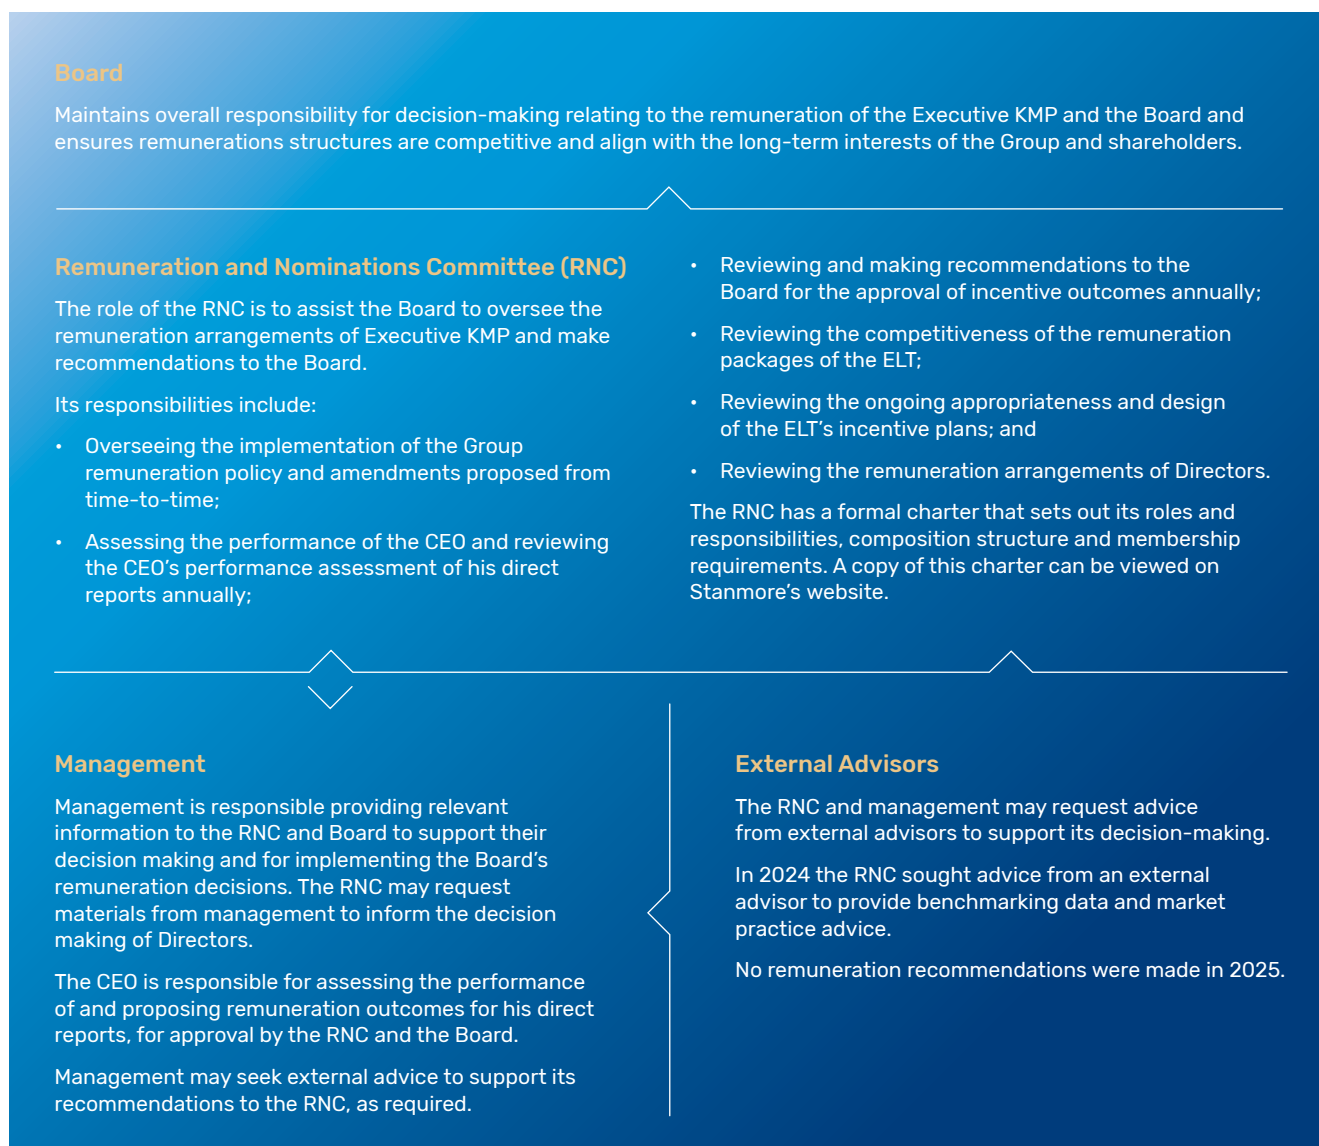 Board
Maintains overall responsibility for decision-making relating to the remuneration of the Executive KMP and the Board and
ensures remunerations structures are competitive and align with the long-term interests of the Group and shareholders.
Remuneration and Nominations Committee (RNC)
The role of the RNC is to assist the Board to oversee the
remuneration arrangements of Executive KMP and make
recommendations to the Board.
Its responsibilities include:
• Overseeing the implementation of the Group
remuneration policy and amendments proposed from
time-to-time;
• Assessing the performance of the CEO and reviewing
the CEO's performance assessment of his direct
reports annually;
• Reviewing and making recommendations to the
Board for the approval of incentive outcomes annually;
• Reviewing the competitiveness of the remuneration
packages of the ELT;
• Reviewing the ongoing appropriateness and design
of the ELT's incentive plans; and
• Reviewing the remuneration arrangements of Directors.
The RNC has a formal charter that sets out its roles and
responsibilities, composition structure and membership
requirements. A copy of this charter can be viewed on
Stanmore's website.
Management
Management is responsible providing relevant
information to the RNC and Board to support their
decision making and for implementing the Board's
remuneration decisions. The RNC may request
materials from management to inform the decision
making of Directors.
The CEO is responsible for assessing the performance
of and proposing remuneration outcomes for his direct
reports, for approval by the RNC and the Board.
Management may seek external advice to support its
recommendations to the RNC, as required.
External Advisors
The RNC and management may request advice
from external advisors to support its decision-making.
In 2024 the RNC sought advice from an external
advisor to provide benchmarking data and market
practice advice.
No remuneration recommendations were made in 2025.